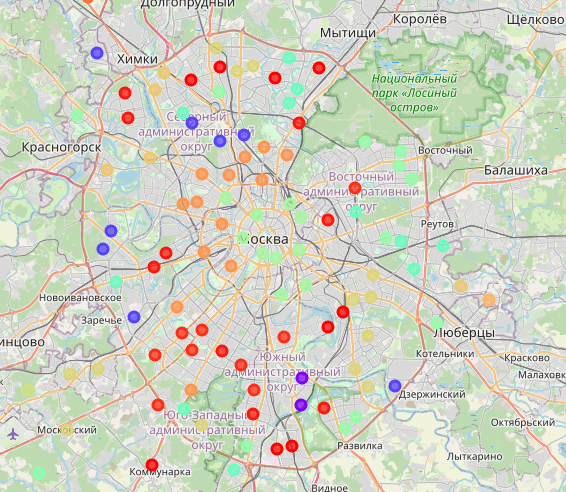 Долгопрудный
Королёв
Щёлково
Мытищи
Химки
Национальный
парк «Лосиный
остров»
Северный
административный
округ
Красногорск
Восточный
Балашиха
Восточный
административный
округ
Реутов
Москва
Новоивановское
Заречье
Люберцы
Котельники
Красково
Малаховк
Южный
административный
округ
Дзержинский
Юго-Западный
административный
округ
Октябрьский
Развилка
Лыткарино
Коммунарка
Видное